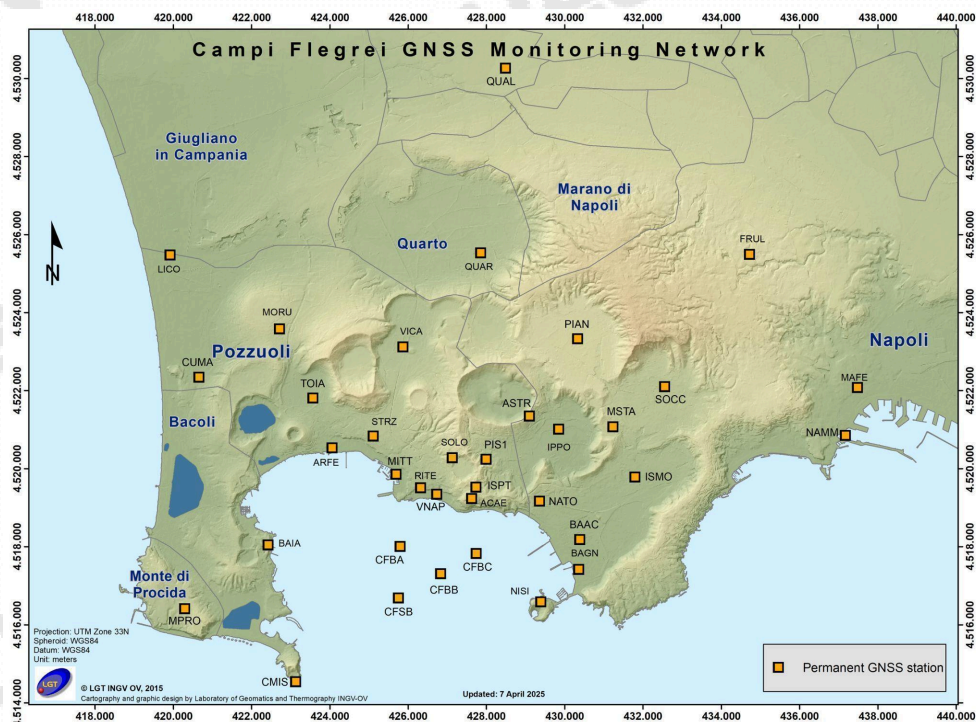 418.000 420.000 422.000 424.000 426.000 428.000 430.000 432.000 434.000 436.000 438.000 440.000
Campi Flegrei GNSS Monitoring Network
4.530.000
4.530.000
QUAL
Giugliano
in Campania
4.528.000
4.528.000
Marano di
Napoli
4.526.000
4.526.000
Quarto
FRUL
LICO
QUAR
N
4.524.000
4.524.000
MORU
PIAN
VICA
Pozzuoli
Napoli
CUMA
4.522.000
4.522.000
TOIA
SOCC
MAFE
ASTR
MSTA
Bacoli
STRZ
SOLO
PIS1
IPPO
NAMM
ARFE
4.520.000
4.520.000
MITT
RITE
ISPT
ISMO
VNAP
ACAE
NATO
BAAC
4.518.000
4.518.000
BAIA
CFBA
CFBC
BAGN
Monte di
Procida
CFBB
NISI
CFSB
MPRO
4.516.000
4.516.000
Projection: UTM Zone 33N
Spheroid: WGS84
Datum: WGS84
Unit: meters
Permanent GNSS station
LGT
CMIS
© LGT INGV OV, 2015
Updated: 7 April 2025
Cartography and graphic design by Laboratory of Geomatics and Thermography INGV-OV
4.514.000
4.514.000
418.000 420.000 422.000 424.000 426.000 428.000 430.000 432.000 434.000 436.000 438.000 440.000